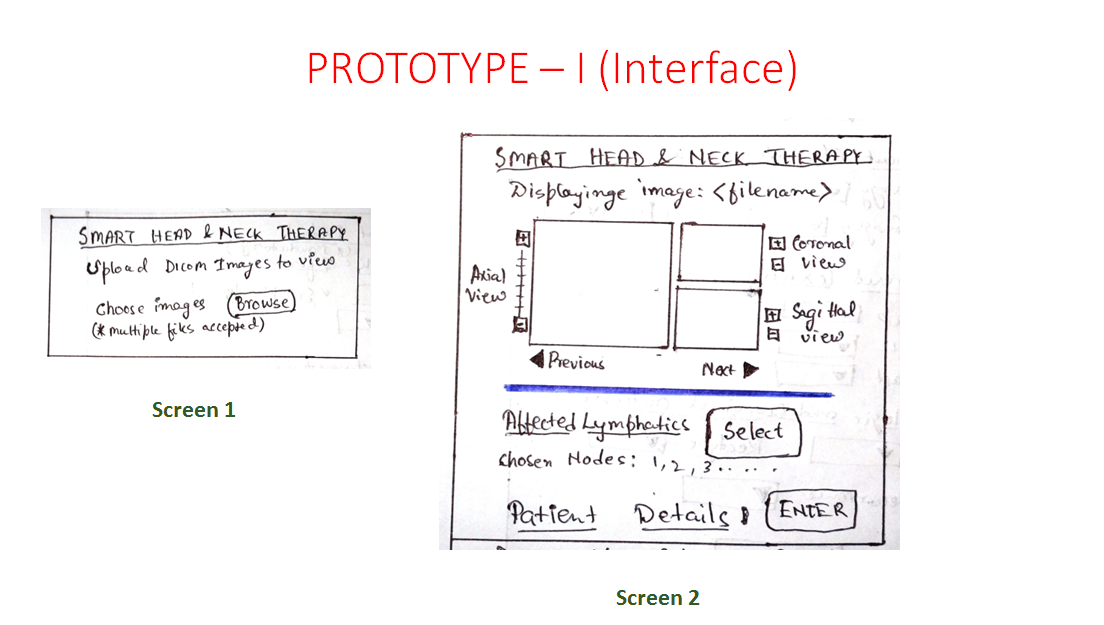 PROTOTYPE – I (Interface)
SMART HEAD & NECK THERAPY
Upload Dicom Images to view
Choose images Browse
(* multiple files accepted)
Screen 1
SMART HEAD & NECK THERAPY
Displayinge image: <filename>
Axial
view
+
-
+ Coronal
- view
+ Sagittal
- view
Previous
Next
Affected Lymphatics Select
Chosen Nodes: 1, 2, 3.....
Patient Details: ENTER
Screen 2